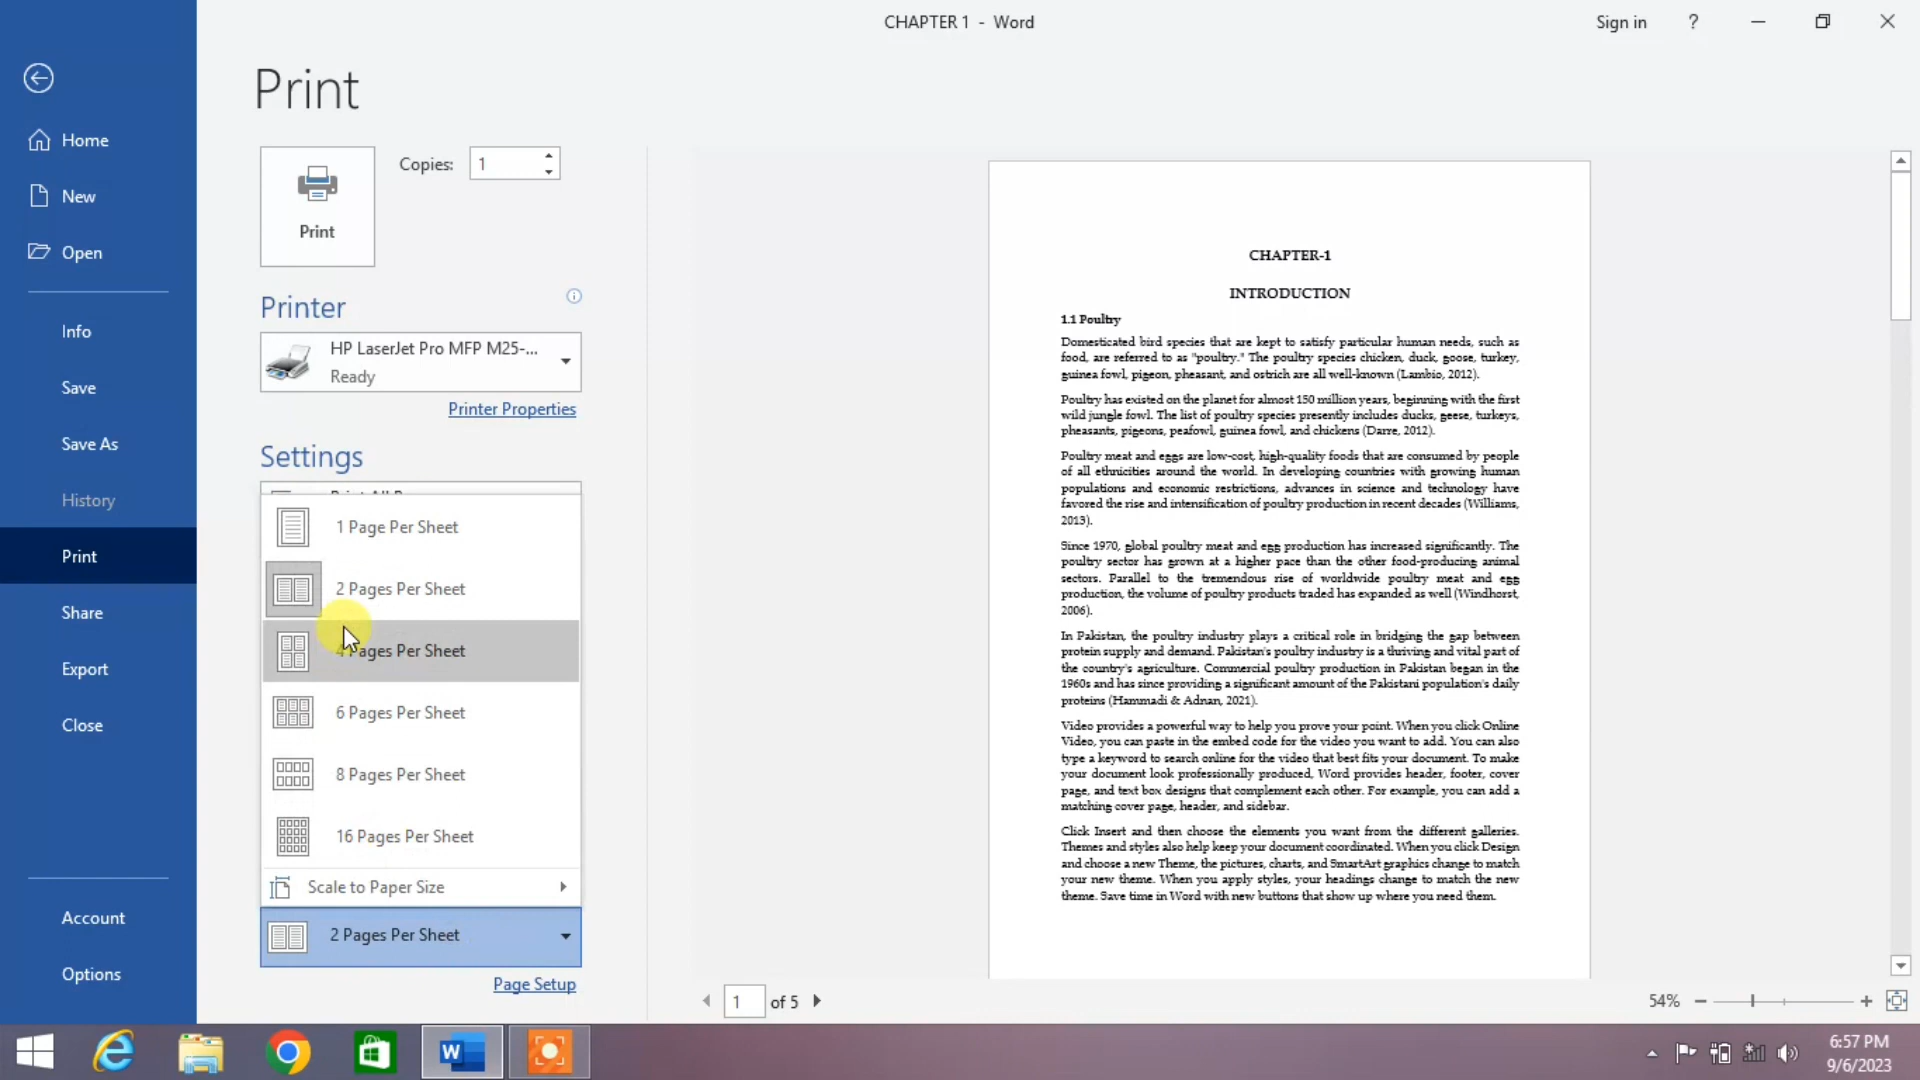 CHAPTER 1 - Word
Sign in
?
Print
Home
New
Open
Info
Save
Save As
History
Print
Share
Export
Close
Account
Options
Print
Copies: 1
Printer
HP LaserJet Pro MFP M25-...
Ready
Printer Properties
Settings
1 Page Per Sheet
2 Pages Per Sheet
4 Pages Per Sheet
6 Pages Per Sheet
8 Pages Per Sheet
16 Pages Per Sheet
Scale to Paper Size
2 Pages Per Sheet
Page Setup
CHAPTER-1
INTRODUCTION
1.1 Poultry
Domesticated bird species that are kept to satisfy particular human needs, such as
food, are referred to as "poultry." The poultry species chicken, duck, goose, turkey,
guinea fowl, pigeon, pheasant, and ostrich are all well-known (Lambio, 2012).
Poultry has existed on the planet for almost 150 million years, beginning with the first
wild jungle fowl. The list of poultry species presently includes ducks, geese, turkeys,
pheasants, pigeons, peafowl, guinea fowl, and chickens (Darre, 2012).
Poultry meat and eggs are low-cost, high-quality foods that are consumed by people
of all ethnicities around the world. In developing countries with growing human
populations and economic restrictions, advances in science and technology have
favored the rise and intensification of poultry production in recent decades (Williams,
2013).
Since 1970, global poultry meat and egg production has increased significantly. The
poultry sector has grown at a higher pace than the other food-producing animal
sectors. Parallel to the tremendous rise of worldwide poultry meat and egg
production, the volume of poultry products traded has expanded as well (Windhorst,
2006).
In Pakistan, the poultry industry plays a critical role in bridging the gap between
protein supply and demand. Pakistan's poultry industry is a thriving and vital part of
the country's agriculture. Commercial poultry production in Pakistan began in the
1960s and has since providing a significant amount of the Pakistani population's daily
proteins (Hammadi & Adnan, 2021).
Video provides a powerful way to help you prove your point. When you click Online
Video, you can paste in the embed code for the video you want to add. You can also
type a keyword to search online for the video that best fits your document. To make
your document look professionally produced, Word provides header, footer, cover
page, and text box designs that complement each other. For example, you can add a
matching cover page, header, and sidebar.
Click Insert and then choose the elements you want from the different galleries.
Themes and styles also help keep your document coordinated. When you click Design
and choose a new Theme, the pictures, charts, and SmartArt graphics change to match
your new theme. When you apply styles, your headings change to match the new
theme. Save time in Word with new buttons that show up where you need them.
1 of 5
54%
6:57 PM
9/6/2023